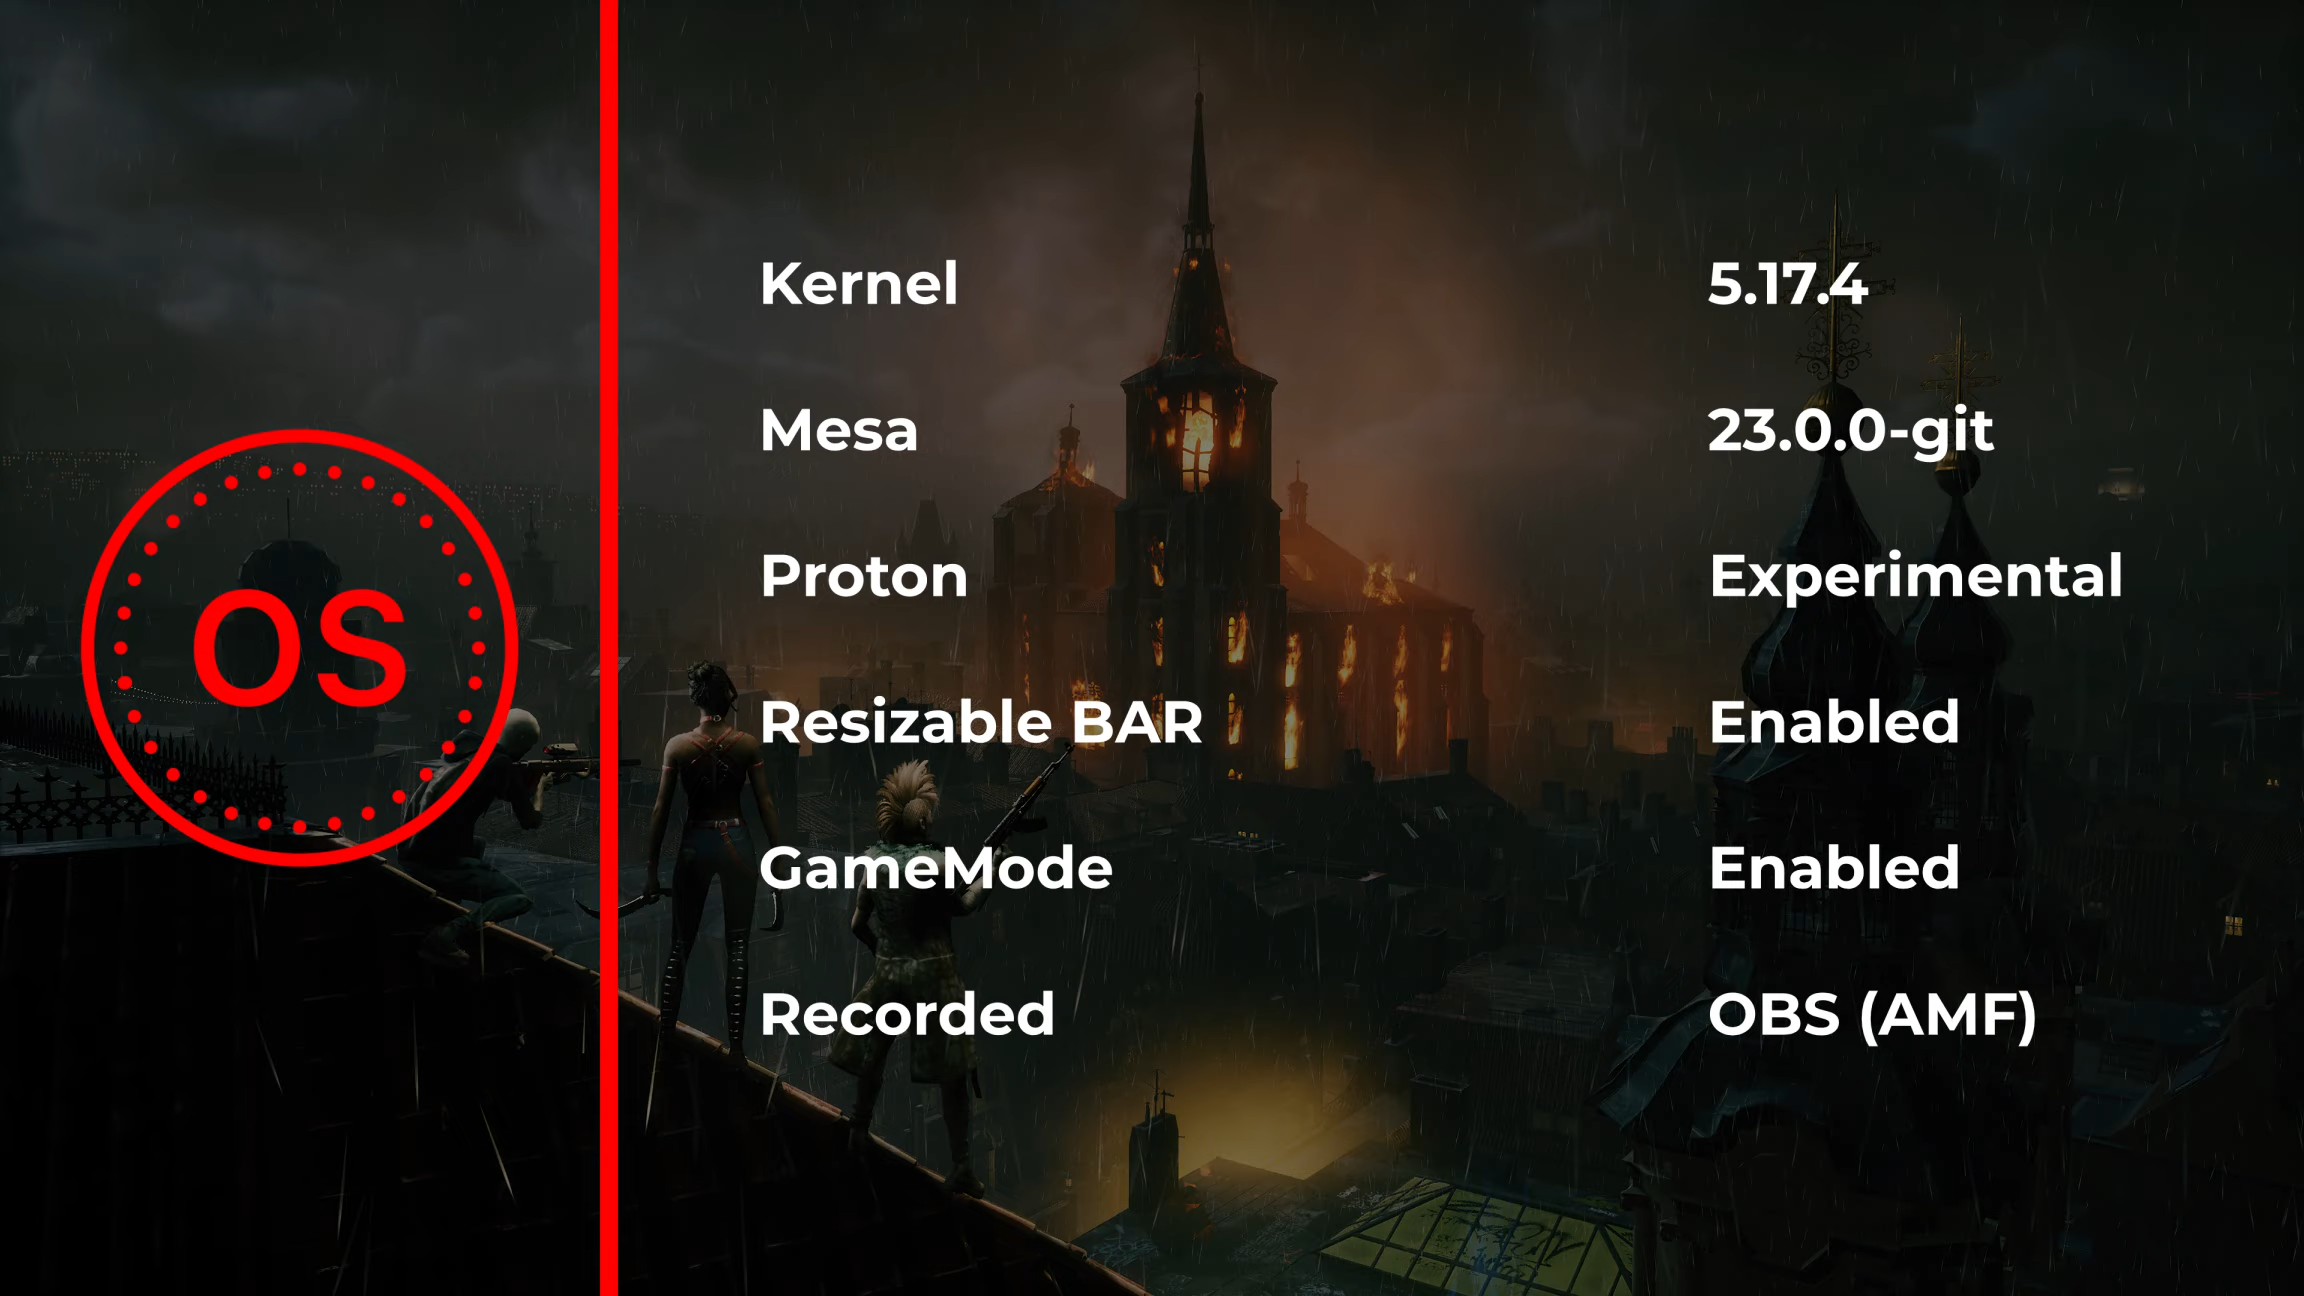 OS
Kernel 5.17.4
Mesa 23.0.0-git
Proton Experimental
Resizable BAR Enabled
GameMode Enabled
Recorded OBS (AMF)